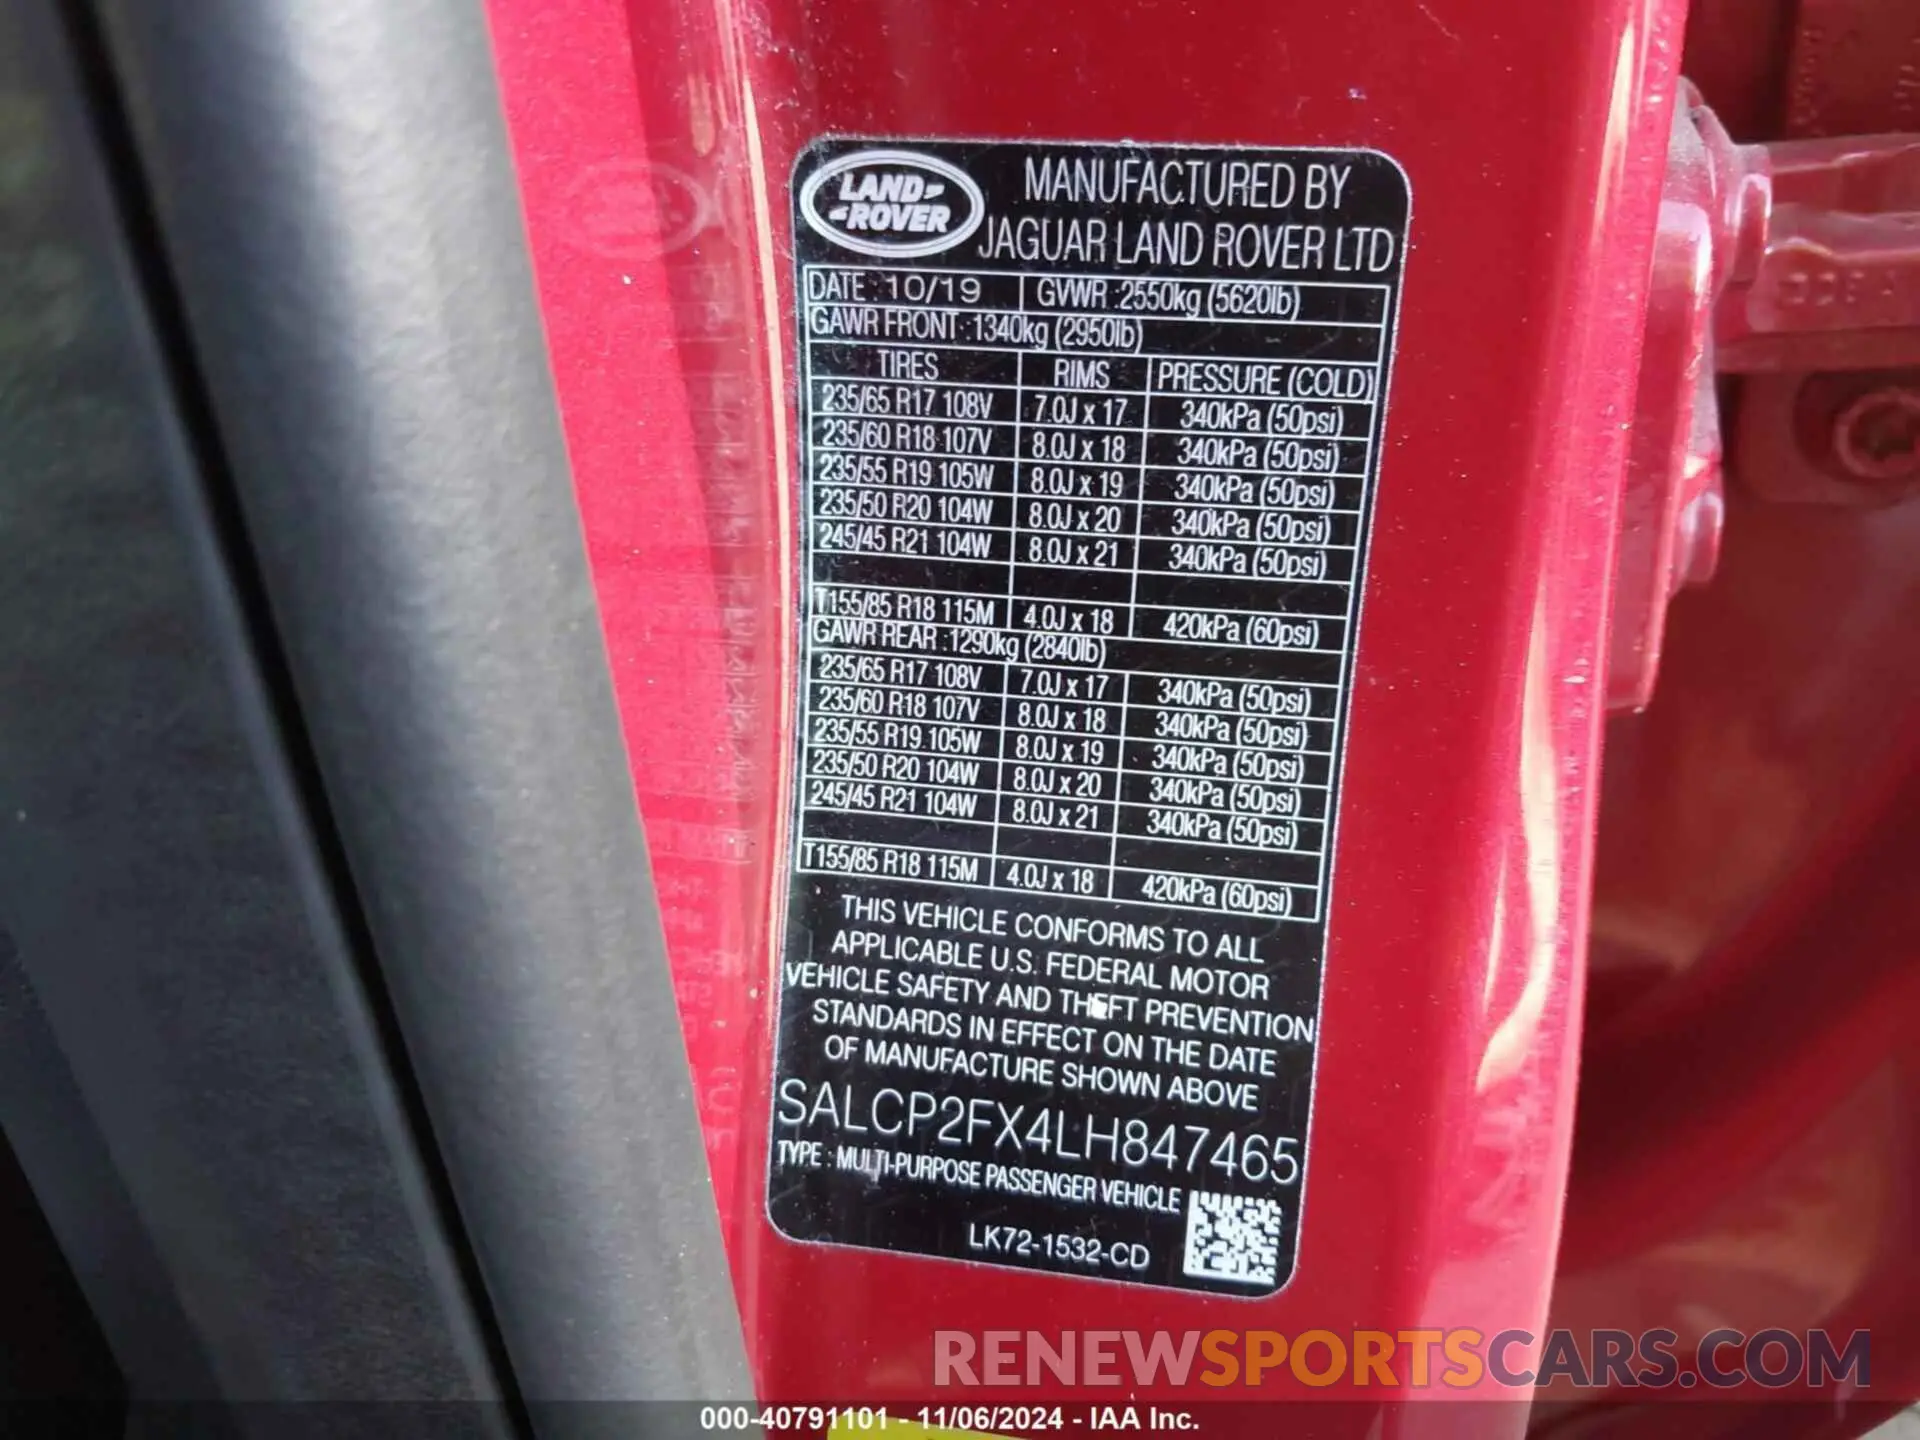 LAND
ROVER
MANUFACTURED BY
JAGUAR LAND ROVER LTD
DATE : 10/19 GVWR :2550kg (5620lb)
GAWR FRONT :1340kg (2950lb)
TIRES RIMS PRESSURE (COLD)
235/65 R17 108V 7.0J x 17 340kPa (50psi)
235/60 R18 107V 8.0J x 18 340kPa (50psi)
235/55 R19 105W 8.0J x 19 340kPa (50psi)
235/50 R20 104W 8.0J x 20 340kPa (50psi)
245/45 R21 104W 8.0J x 21 340kPa (50psi)
T155/85 R18 115M 4.0J x 18 420kPa (60psi)
GAWR REAR :1290kg (2840lb)
235/65 R17 108V 7.0J x 17 340kPa (50psi)
235/60 R18 107V 8.0J x 18 340kPa (50psi)
235/55 R19 105W 8.0J x 19 340kPa (50psi)
235/50 R20 104W 8.0J x 20 340kPa (50psi)
245/45 R21 104W 8.0J x 21 340kPa (50psi)
T155/85 R18 115M 4.0J x 18 420kPa (60psi)
THIS VEHICLE CONFORMS TO ALL
APPLICABLE U.S. FEDERAL MOTOR
VEHICLE SAFETY AND THEFT PREVENTION
STANDARDS IN EFFECT ON THE DATE
OF MANUFACTURE SHOWN ABOVE
SALCP2FX4LH847465
TYPE : MULTI-PURPOSE PASSENGER VEHICLE
LK72-1532-CD
RENEWSPORTSCARS.COM
000-40791101 - 11/06/2024 - IAA Inc.